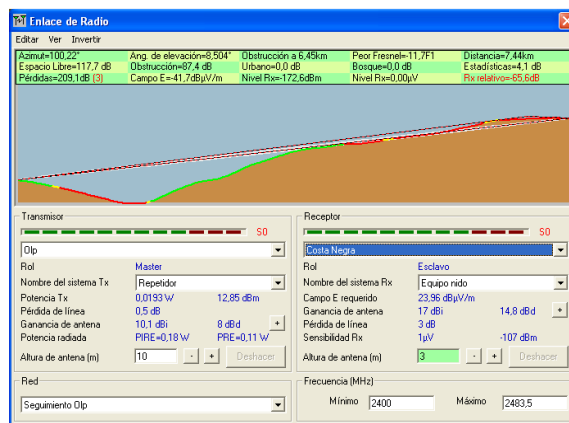 Enlace de Radio
Editar Ver Invertir
Azimut=100,22° Ang. de elevación=8,504° Obstrucción a 6,45km Peor Fresnel=-11,7F1 Distancia=7,44km
Espacio Libre=117,7 dB Obstrucción=87,4 dB Urbano=0,0 dB Bosque=0,0 dB Estadísticas=4,1 dB
Pérdidas=209,1dB (3) Campo E=-41,7dBµV/m Nivel Rx=-172,6dBm Nivel Rx=0,00µV Rx relativo=-65,6dB
Transmisor
S0
Olp
Rol Master
Nombre del sistema Tx Repetidor
Potencia Tx 0,0193 W 12,85 dBm
Pérdida de línea 0,5 dB
Ganancia de antena 10,1 dBi 8 dBd +
Potencia radiada PIRE=0,18 W PRE=0,11 W
Altura de antena (m) 10 - + Deshacer
Red
Seguimiento Olp
Receptor
S0
Costa Negra
Rol Esclavo
Nombre del sistema Rx Equipo nido
Campo E requerido 23,96 dBµV/m
Ganancia de antena 17 dBi 14,8 dBd +
Pérdida de línea 3 dB
Sensibilidad Rx 1µV -107 dBm
Altura de antena (m) 3 - + Deshacer
Frecuencia (MHz)
Mínimo 2400 Máximo 2483,5